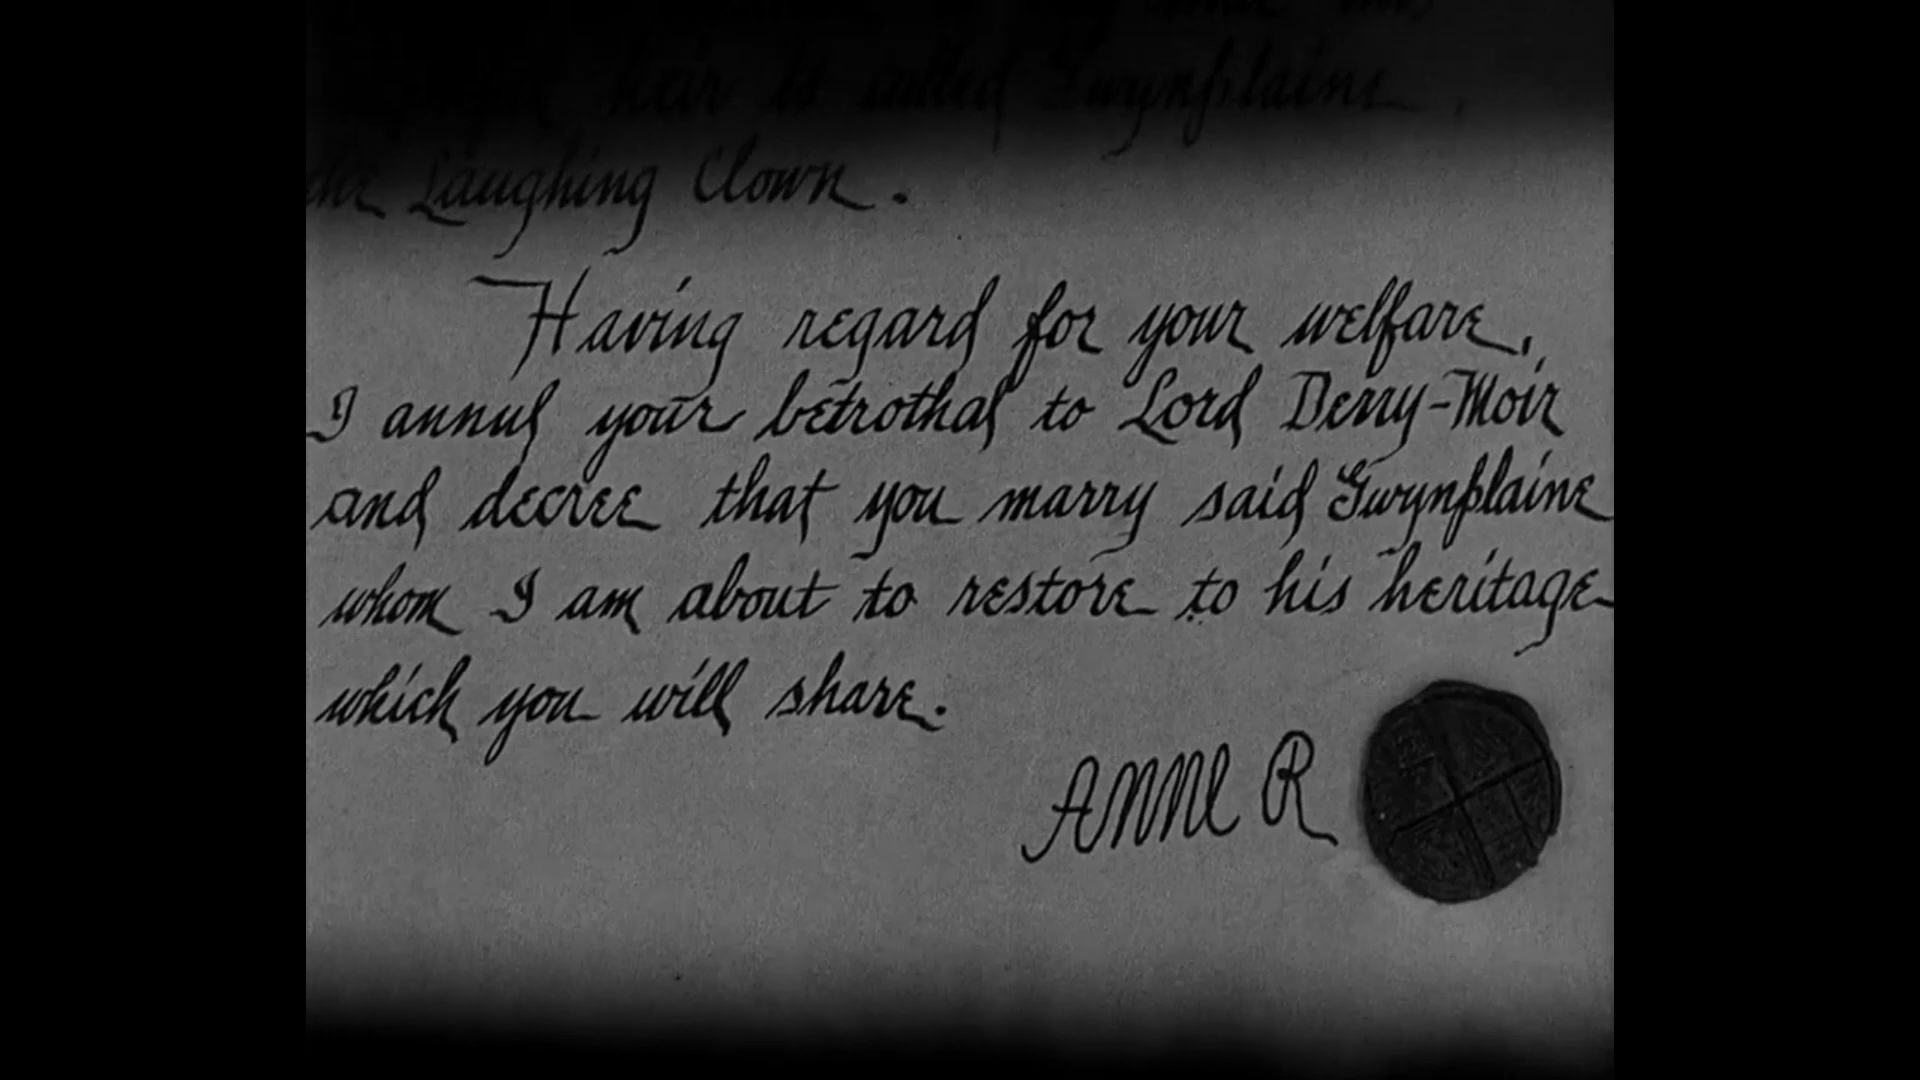 heir is called Gwynplaine,
the Laughing Clown.
Having regard for your welfare,
I annul your betrothal to Lord Derry-Moir
and decree that you marry said Gwynplaine
whom I am about to restore to his heritage
which you will share.
ANNE R